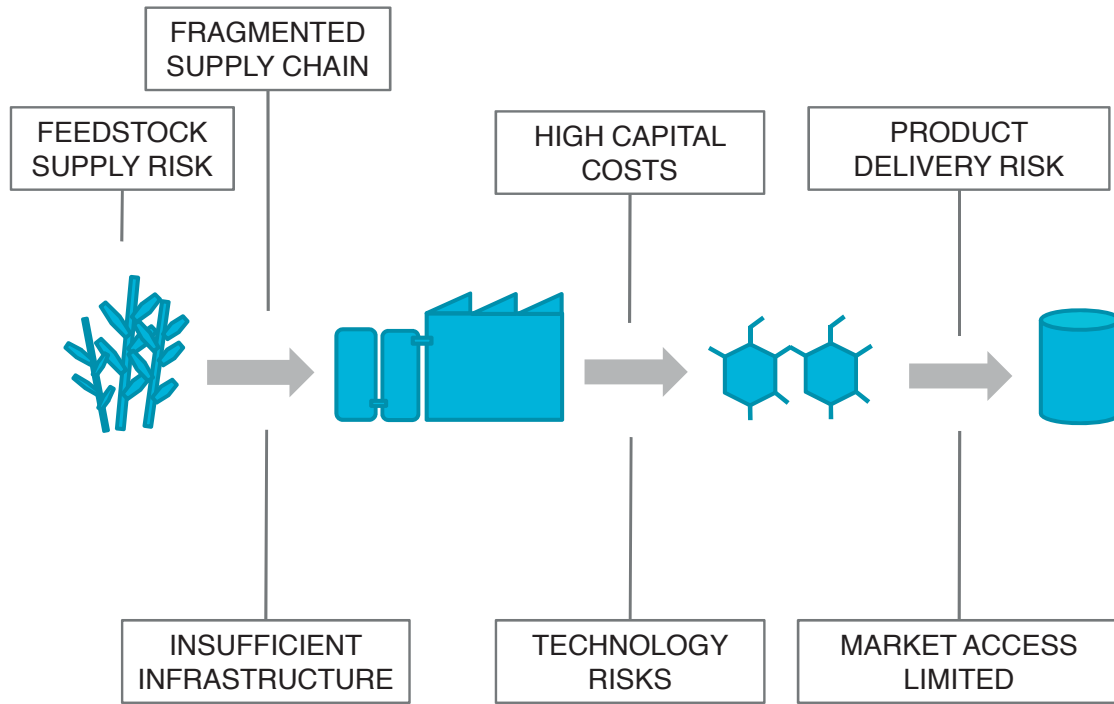 FRAGMENTED
SUPPLY CHAIN
FEEDSTOCK
SUPPLY RISK
HIGH CAPITAL
COSTS
PRODUCT
DELIVERY RISK
INSUFFICIENT
INFRASTRUCTURE
TECHNOLOGY
RISKS
MARKET ACCESS
LIMITED